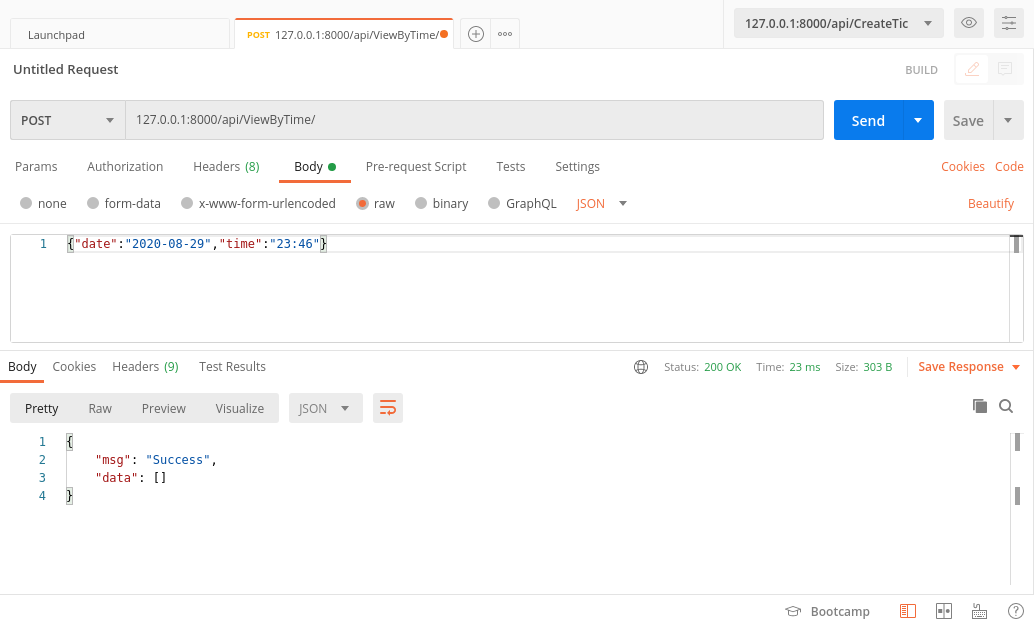 Launchpad
POST 127.0.0.1:8000/api/ViewByTime/
127.0.0.1:8000/api/CreateTic
Untitled Request
BUILD
POST
127.0.0.1:8000/api/ViewByTime/
Send
Save
Params Authorization Headers (8) Body Pre-request Script Tests Settings Cookies Code
none form-data x-www-form-urlencoded raw binary GraphQL JSON Beautify
1 {"date":"2020-08-29","time":"23:46"}
Body Cookies Headers (9) Test Results Status: 200 OK Time: 23 ms Size: 303 B Save Response
Pretty Raw Preview Visualize JSON
1 {
2 "msg": "Success",
3 "data": []
4 }
Bootcamp